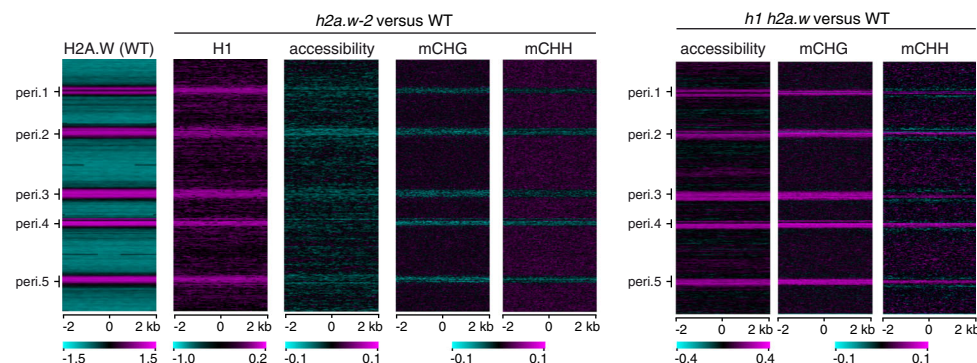 h2a.w-2 versus WT
H2A.W (WT) H1 accessibility mCHG mCHH
peri.1
peri.2
peri.3
peri.4
peri.5
-2 0 2 kb -2 0 2 kb -2 0 2 kb -2 0 2 kb -2 0 2 kb
-1.5 1.5 -1.0 0.2 -0.1 0.1 -0.1 0.1
h1 h2a.w versus WT
accessibility mCHG mCHH
peri.1
peri.2
peri.3
peri.4
peri.5
-2 0 2 kb -2 0 2 kb -2 0 2 kb
-0.4 0.4 -0.1 0.1